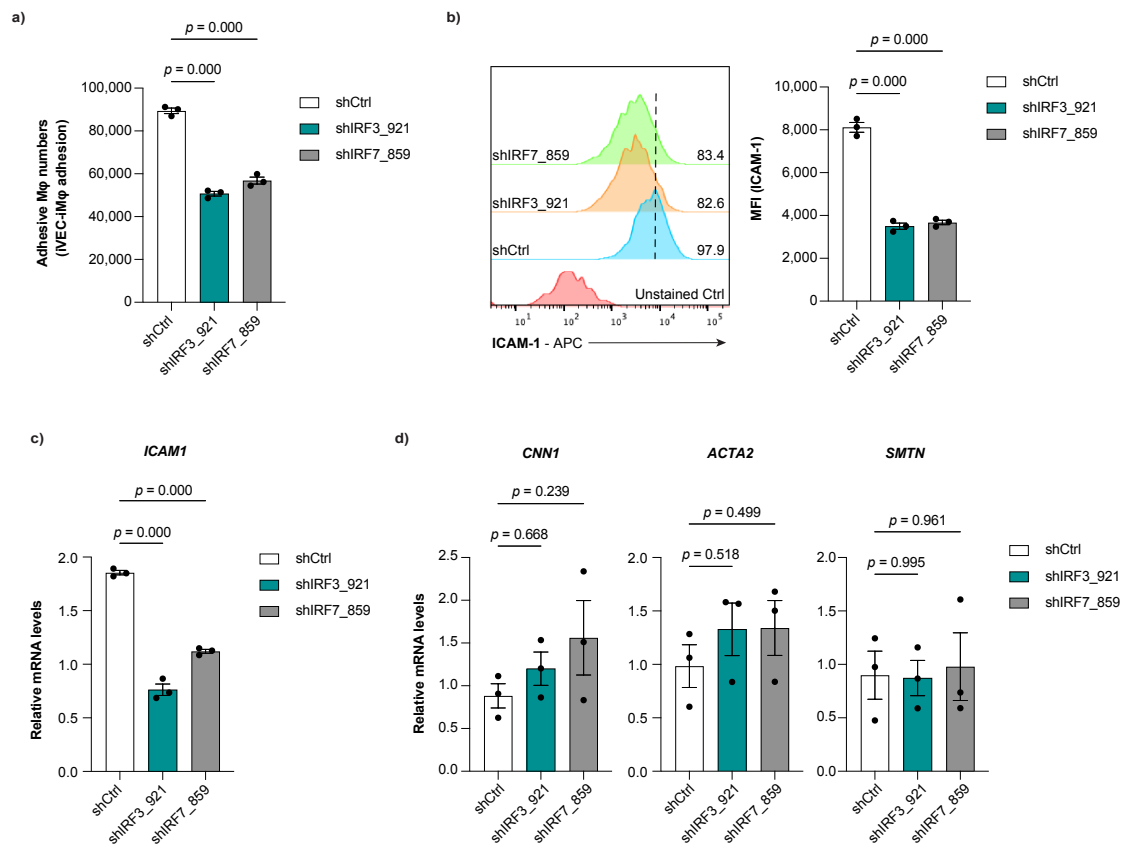 a)
p = 0.000
p = 0.000
100,000
80,000
60,000
40,000
20,000
0
Adhesive Mφ numbers
(iVEC-iMφ adhesion)
shCtrl
shIRF3_921
shIRF7_859
shCtrl
shIRF3_921
shIRF7_859
b)
shIRF7_859
83.4
shIRF3_921
82.6
shCtrl
97.9
Unstained Ctrl
10¹
10²
10³
10⁴
10⁵
ICAM-1 - APC
p = 0.000
p = 0.000
10,000
8,000
6,000
4,000
2,000
0
MFI (ICAM-1)
shCtrl
shIRF3_921
shIRF7_859
shCtrl
shIRF3_921
shIRF7_859
c)
ICAM1
p = 0.000
p = 0.000
2.0
1.5
1.0
0.5
0.0
Relative mRNA levels
shCtrl
shIRF3_921
shIRF7_859
shCtrl
shIRF3_921
shIRF7_859
d)
CNN1
p = 0.239
p = 0.668
2.5
2.0
1.5
1.0
0.5
0.0
Relative mRNA levels
shCtrl
shIRF3_921
shIRF7_859
ACTA2
p = 0.499
p = 0.518
2.0
1.5
1.0
0.5
0.0
shCtrl
shIRF3_921
shIRF7_859
SMTN
p = 0.961
p = 0.995
2.0
1.5
1.0
0.5
0.0
shCtrl
shIRF3_921
shIRF7_859
shCtrl
shIRF3_921
shIRF7_859